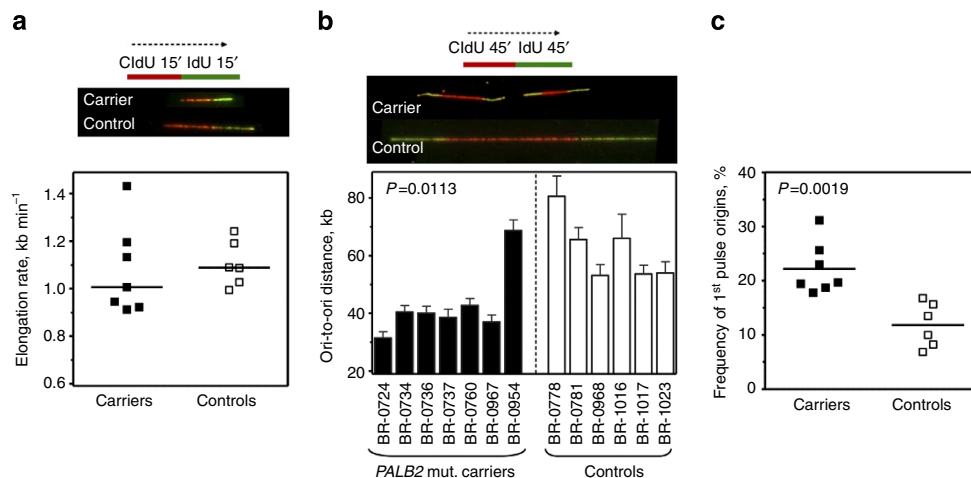 a
CldU 15′ IdU 15′
Carrier
Control
Elongation rate, kb min⁻¹
1.4
1.2
1.0
0.8
0.6
Carriers Controls
b
CldU 45′ IdU 45′
Carrier
Control
P=0.0113
Ori-to-ori distance, kb
80
60
40
20
BR-0724
BR-0734
BR-0736
BR-0737
BR-0760
BR-0967
BR-0954
BR-0778
BR-0781
BR-0968
BR-1016
BR-1017
BR-1023
PALB2 mut. carriers Controls
c
P=0.0019
Frequency of 1ˢᵗ pulse origins, %
40
30
20
10
0
Carriers Controls